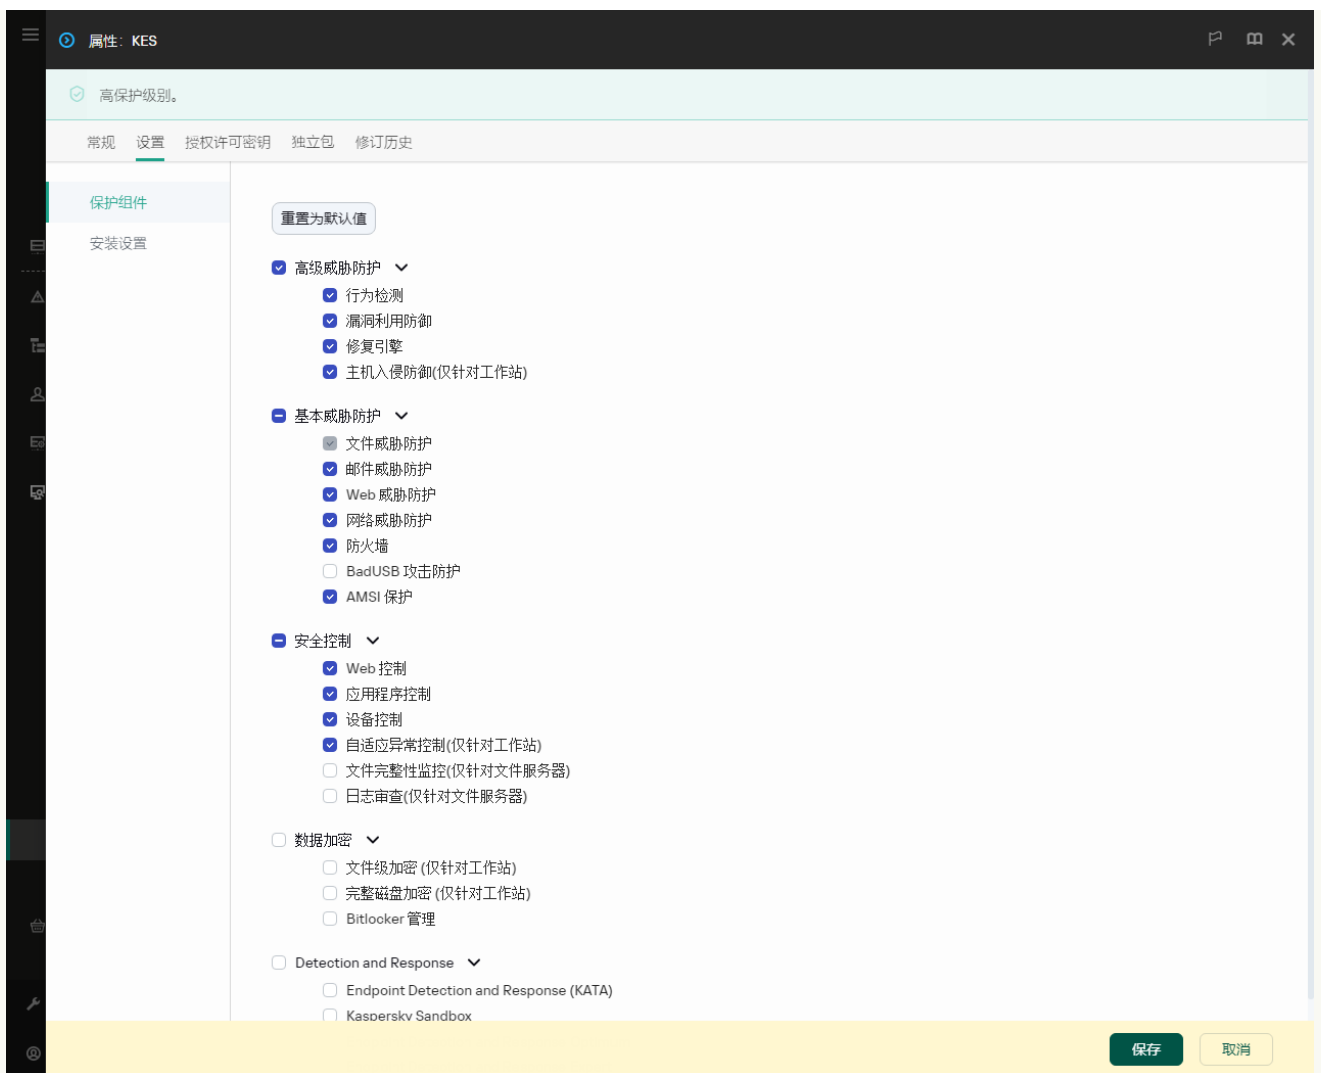 属性: KES
高保护级别。
常规 设置 授权许可密钥 独立包 修订历史
保护组件
安装设置
重置为默认值
高级威胁防护
行为检测
漏洞利用防御
修复引擎
主机入侵防御(仅针对工作站)
基本威胁防护
文件威胁防护
邮件威胁防护
Web 威胁防护
网络威胁防护
防火墙
BadUSB 攻击防护
AMSI 保护
安全控制
Web 控制
应用程序控制
设备控制
自适应异常控制(仅针对工作站)
文件完整性监控(仅针对文件服务器)
日志审查(仅针对文件服务器)
数据加密
文件级加密 (仅针对工作站)
完整磁盘加密 (仅针对工作站)
Bitlocker 管理
Detection and Response
Endpoint Detection and Response (KATA)
Kaspersky Sandbox
保存 取消